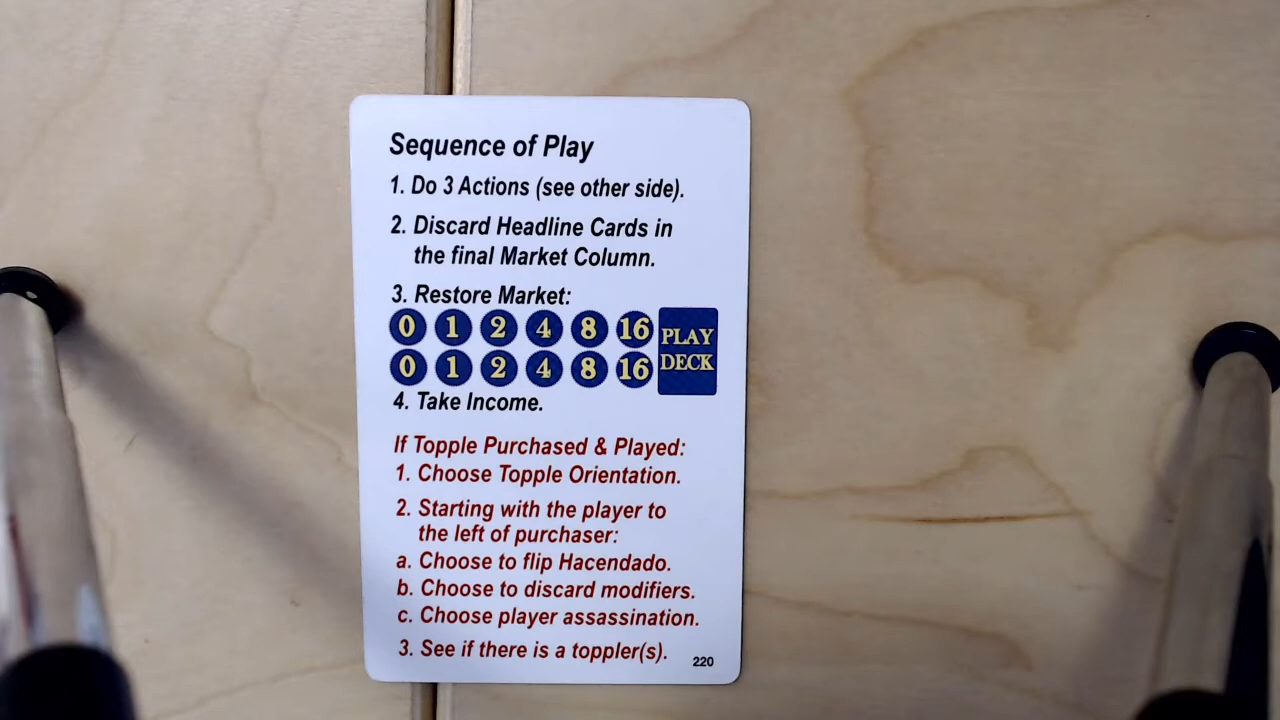 Sequence of Play
1. Do 3 Actions (see other side).
2. Discard Headline Cards in
the final Market Column.
3. Restore Market:
0 1 2 4 8 16 PLAY
0 1 2 4 8 16 DECK
4. Take Income.
If Topple Purchased & Played:
1. Choose Topple Orientation.
2. Starting with the player to
the left of purchaser:
a. Choose to flip Hacendado.
b. Choose to discard modifiers.
c. Choose player assassination.
3. See if there is a toppler(s).
220